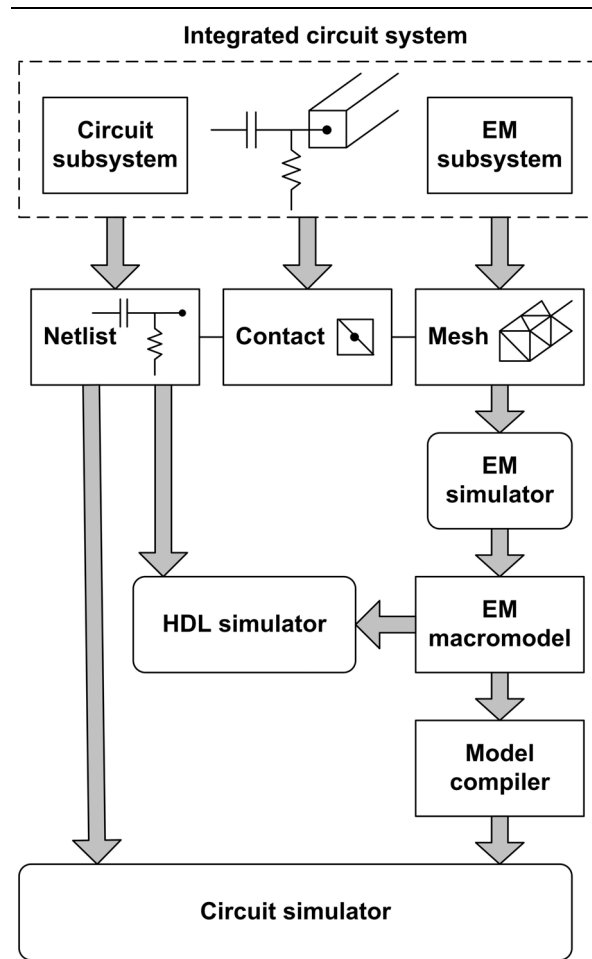 Integrated circuit system
Circuit
subsystem
EM
subsystem
Netlist
Contact
Mesh
EM
simulator
HDL simulator
EM
macromodel
Model
compiler
Circuit simulator